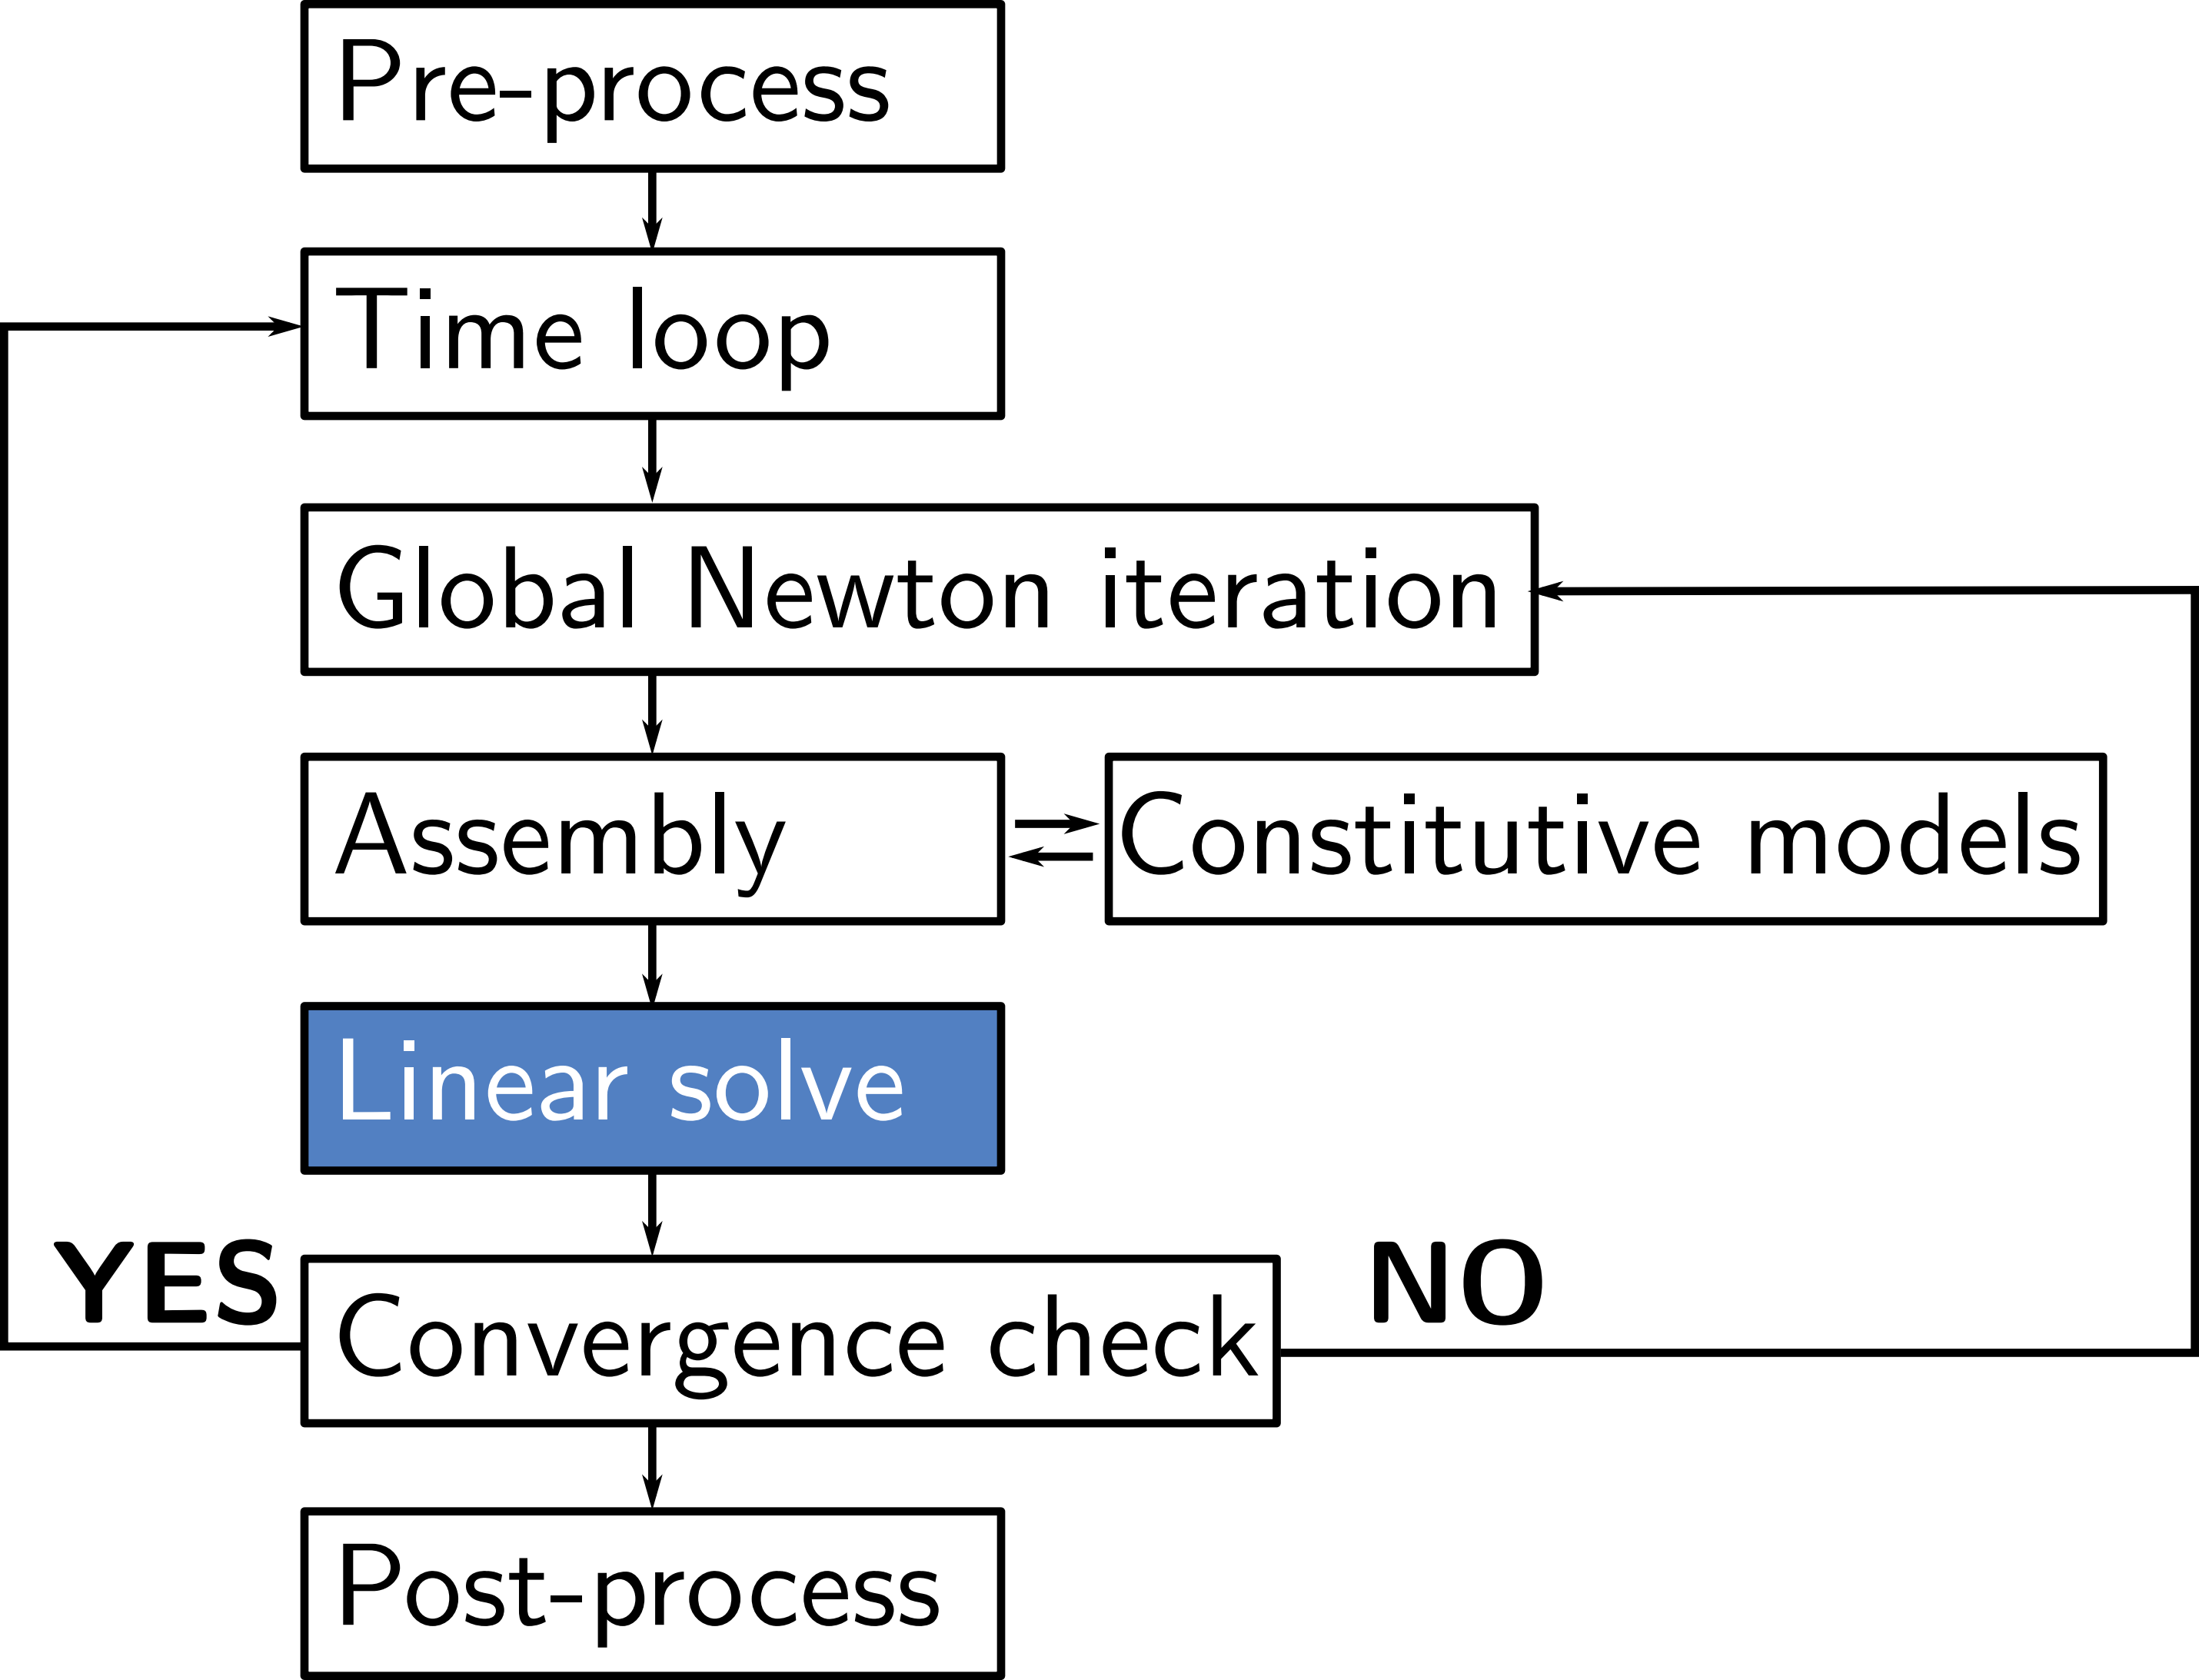 Pre-process
Time loop
Global Newton iteration
Assembly
Constitutive models
Linear solve
YES
NO
Convergence check
Post-process